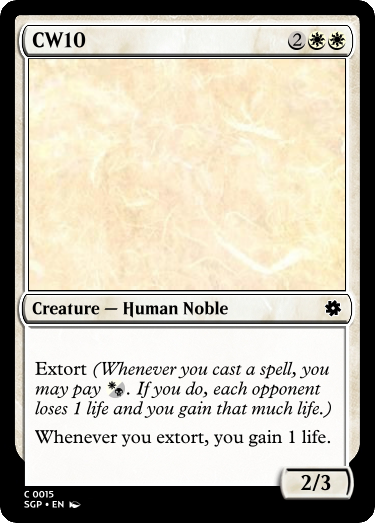 CW10 2
Creature — Human Noble
Extort (Whenever you cast a spell, you
may pay . If you do, each opponent
loses 1 life and you gain that much life.)
Whenever you extort, you gain 1 life.
2/3
C 0015
SGP • EN